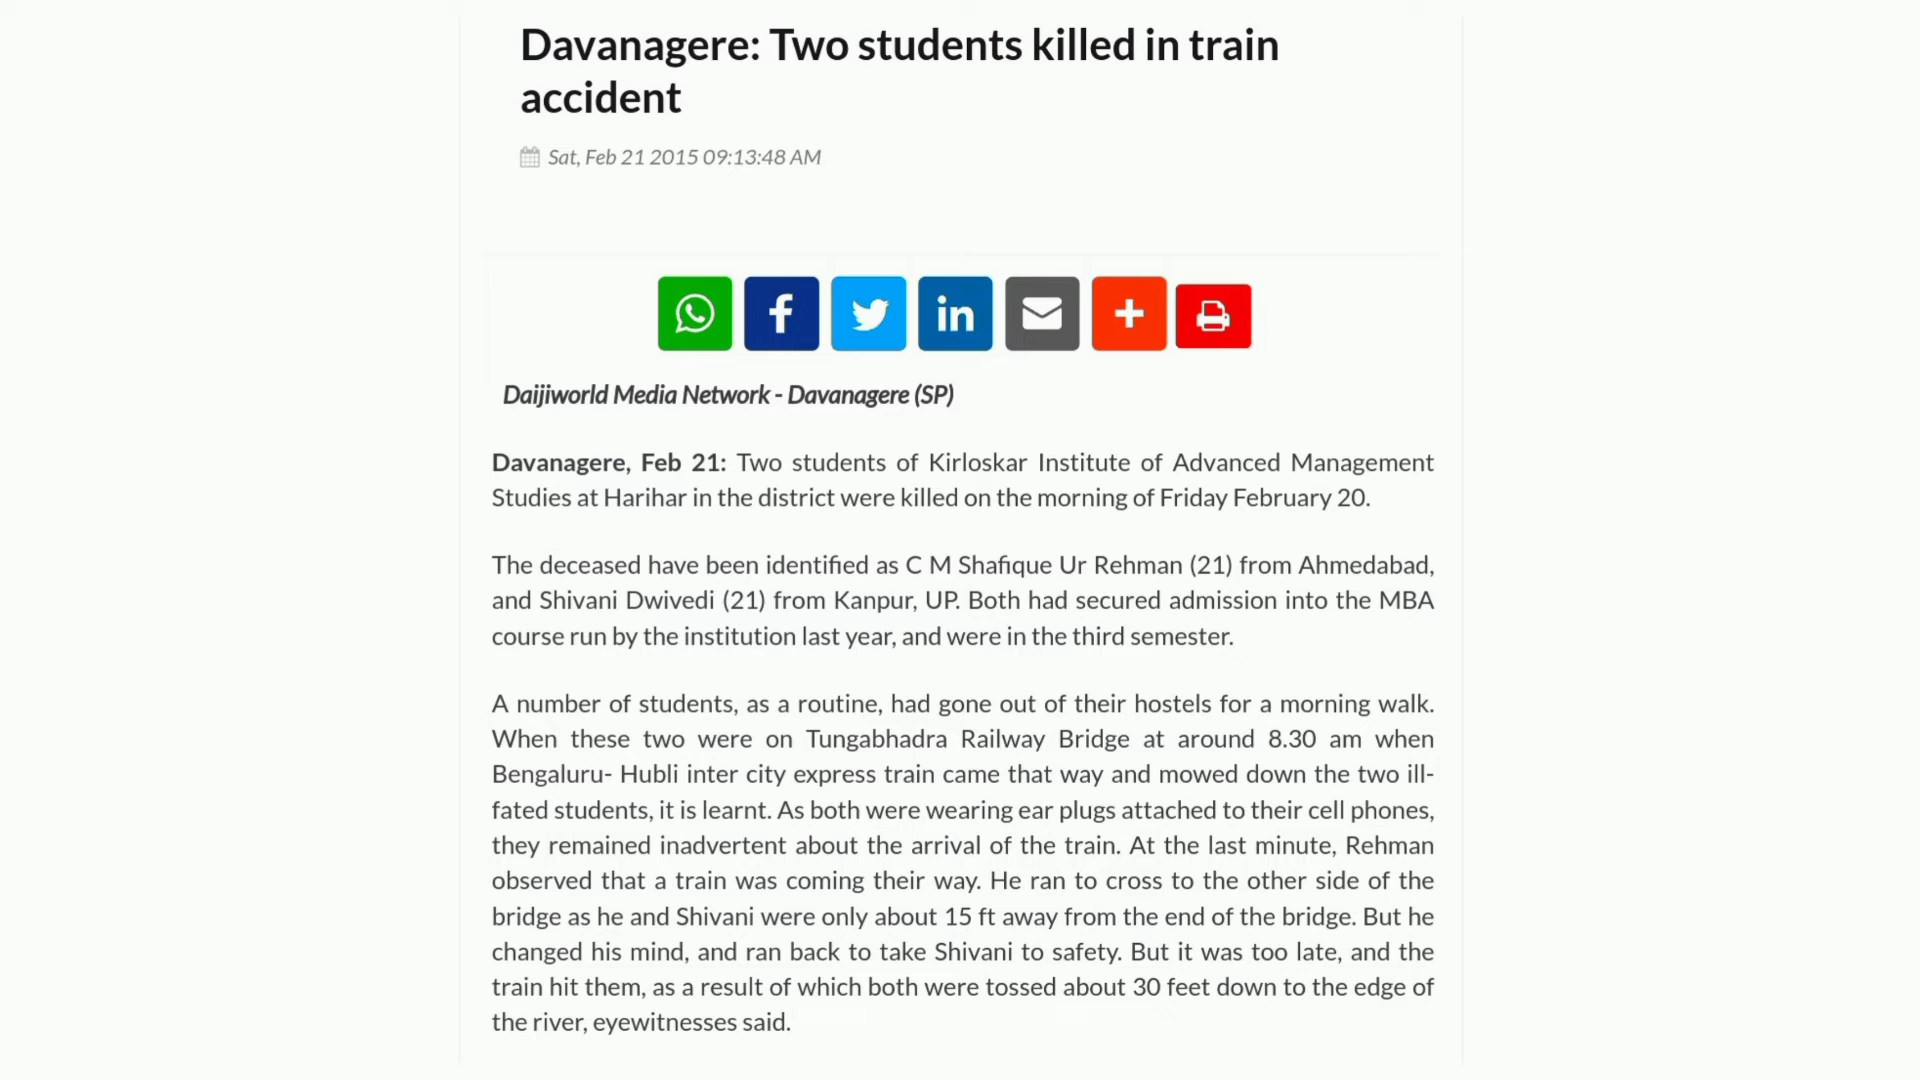 Davanagere: Two students killed in train
accident
Sat, Feb 21 2015 09:13:48 AM
Daijiworld Media Network - Davanagere (SP)
Davanagere, Feb 21: Two students of Kirloskar Institute of Advanced Management
Studies at Harihar in the district were killed on the morning of Friday February 20.
The deceased have been identified as C M Shafique Ur Rehman (21) from Ahmedabad,
and Shivani Dwivedi (21) from Kanpur, UP. Both had secured admission into the MBA
course run by the institution last year, and were in the third semester.
A number of students, as a routine, had gone out of their hostels for a morning walk.
When these two were on Tungabhadra Railway Bridge at around 8.30 am when
Bengaluru- Hubli inter city express train came that way and mowed down the two ill-
fated students, it is learnt. As both were wearing ear plugs attached to their cell phones,
they remained inadvertent about the arrival of the train. At the last minute, Rehman
observed that a train was coming their way. He ran to cross to the other side of the
bridge as he and Shivani were only about 15 ft away from the end of the bridge. But he
changed his mind, and ran back to take Shivani to safety. But it was too late, and the
train hit them, as a result of which both were tossed about 30 feet down to the edge of
the river, eyewitnesses said.